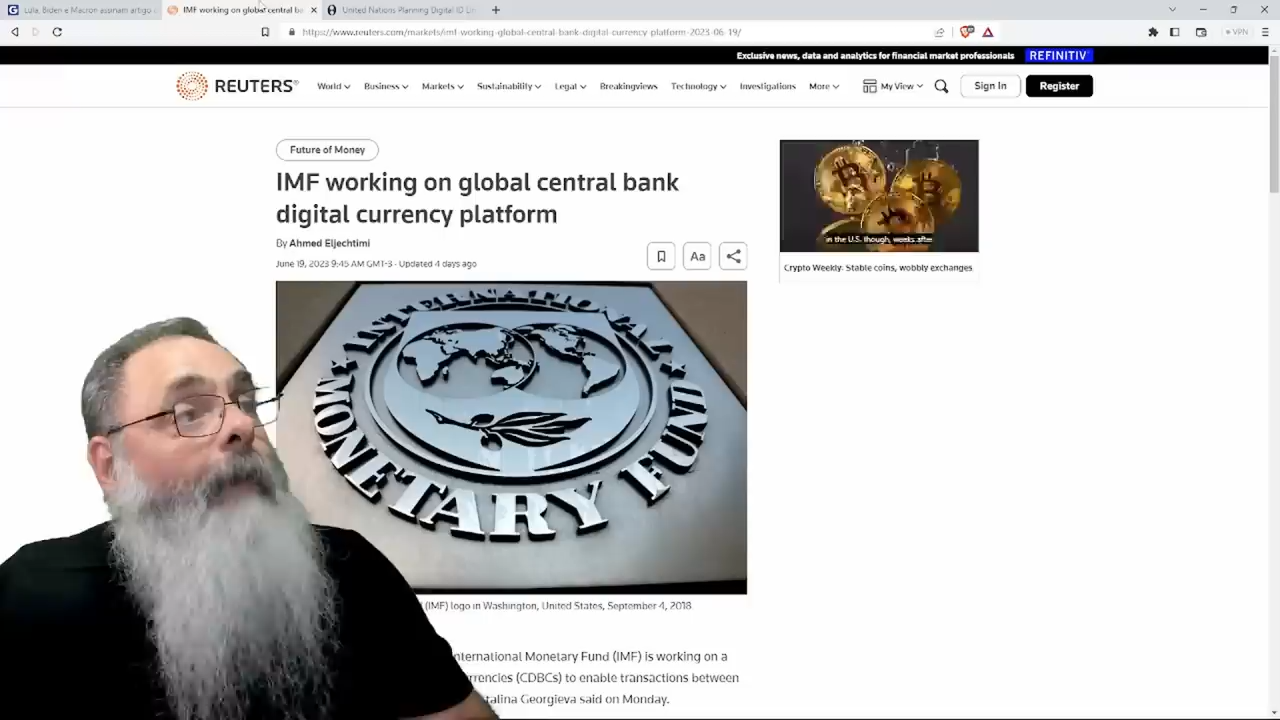 Lula, Biden e Macron assinam artigo
IMF working on global central ba
United Nations Planning Digital ID Li
https://www.reuters.com/markets/imf-working-global-central-bank-digital-currency-platform-2023-06-19/
VPN
Exclusive news, data and analytics for financial market professionals REFINITIV
REUTERS® World Business Markets Sustainability Legal Breakingviews Technology Investigations More My View Sign In Register
Future of Money
IMF working on global central bank
digital currency platform
By Ahmed Eljechtimi
June 19, 2023 9:45 AM GMT-3 · Updated 4 days ago
Aa
INTERNATIONAL
MONETARY FUND
in the U.S. though, weeks after
Crypto Weekly: Stable coins, wobbly exchanges
(IMF) logo in Washington, United States, September 4, 2018
nternational Monetary Fund (IMF) is working on a
rrencies (CDBCs) to enable transactions between
talina Georgieva said on Monday.